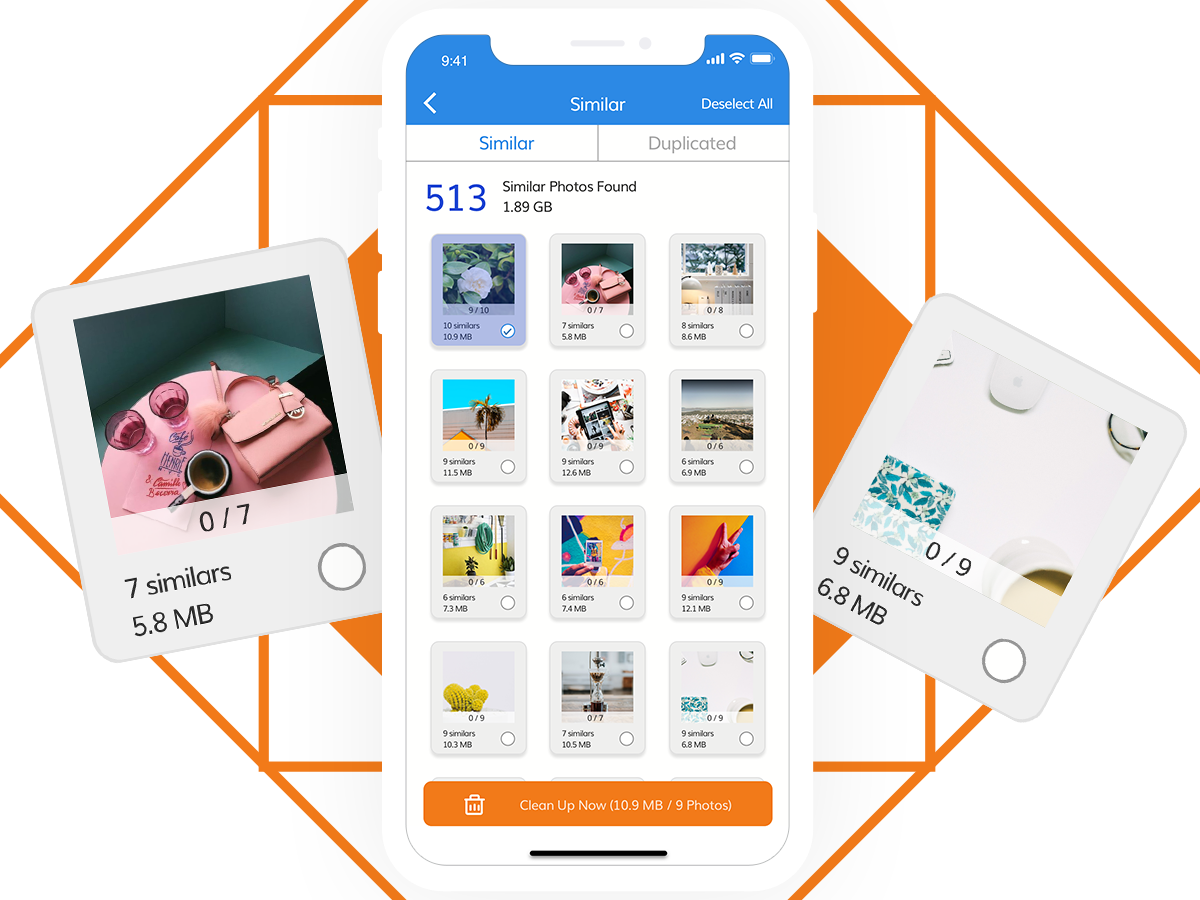 9:41
Similar
Deselect All
Similar
Duplicated
513
Similar Photos Found
1.89 GB
9 / 10
10 similars
10.9 MB
0 / 7
7 similars
5.8 MB
0 / 8
8 similars
8.6 MB
0 / 9
9 similars
11.5 MB
0 / 9
9 similars
12.6 MB
0 / 6
6 similars
6.9 MB
0 / 6
6 similars
7.3 MB
0 / 6
6 similars
7.4 MB
0 / 9
9 similars
12.1 MB
0 / 9
9 similars
10.3 MB
0 / 7
7 similars
10.5 MB
0 / 9
9 similars
6.8 MB
Clean Up Now (10.9 MB / 9 Photos)
Café
&
Camille
0 / 7
7 similars
5.8 MB
0 / 9
9 similars
6.8 MB